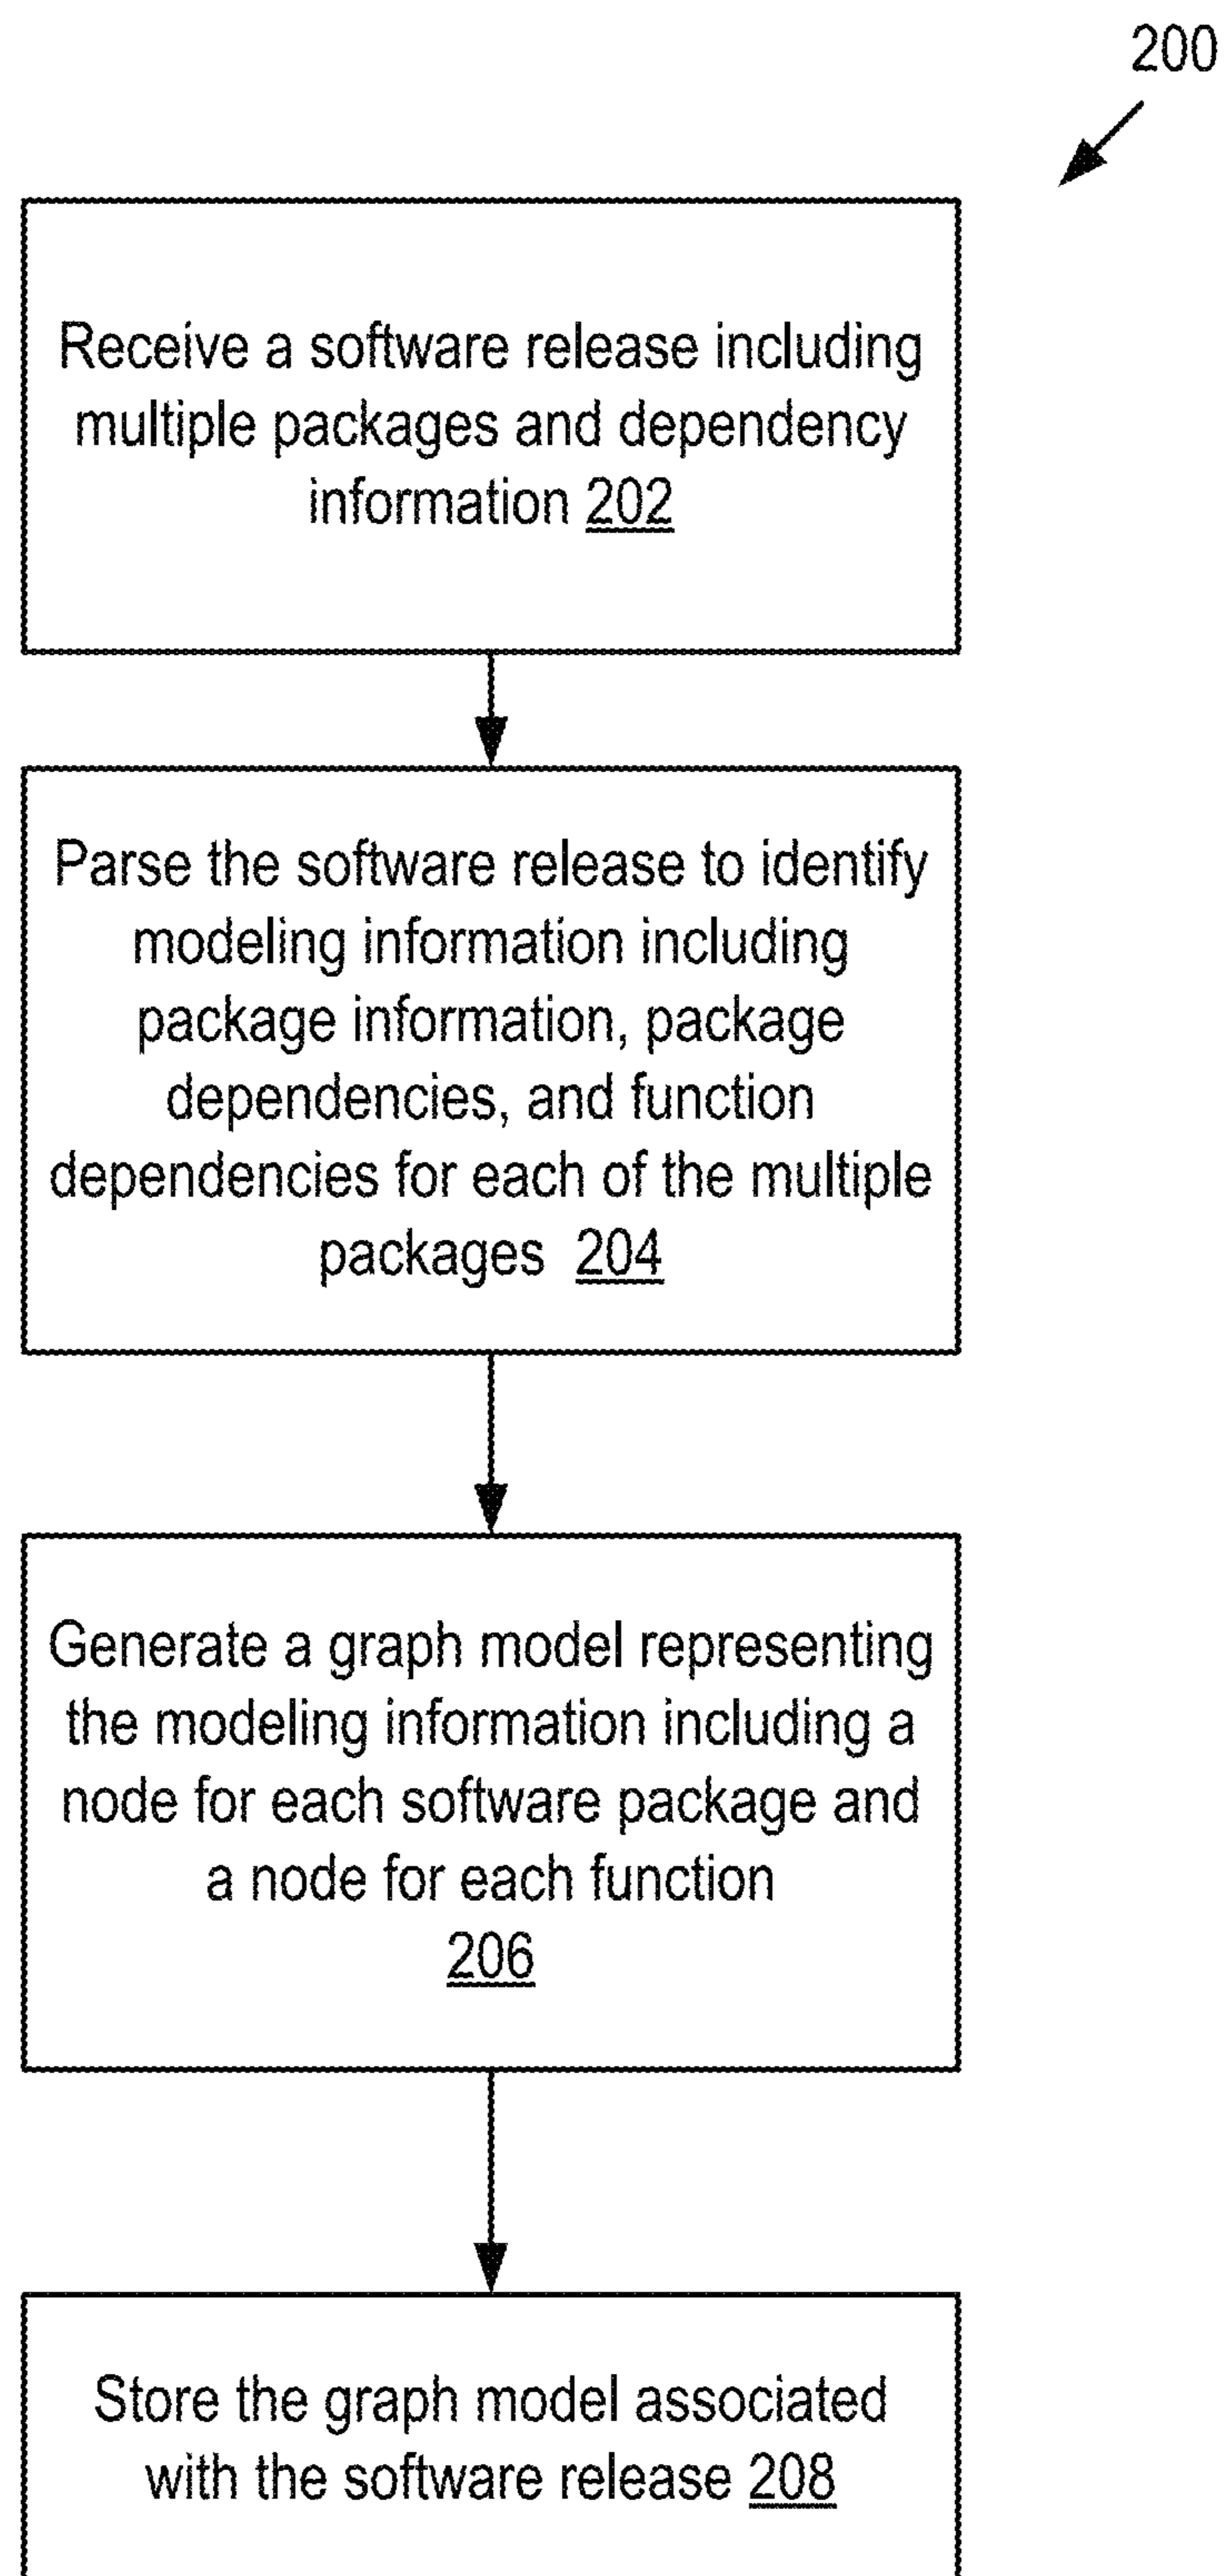 200
Receive a software release including
multiple packages and dependency
information 202
Parse the software release to identify
modeling information including
package information, package
dependencies, and function
dependencies for each of the multiple
packages 204
Generate a graph model representing
the modeling information including a
node for each software package and
a node for each function
206
Store the graph model associated
with the software release 208